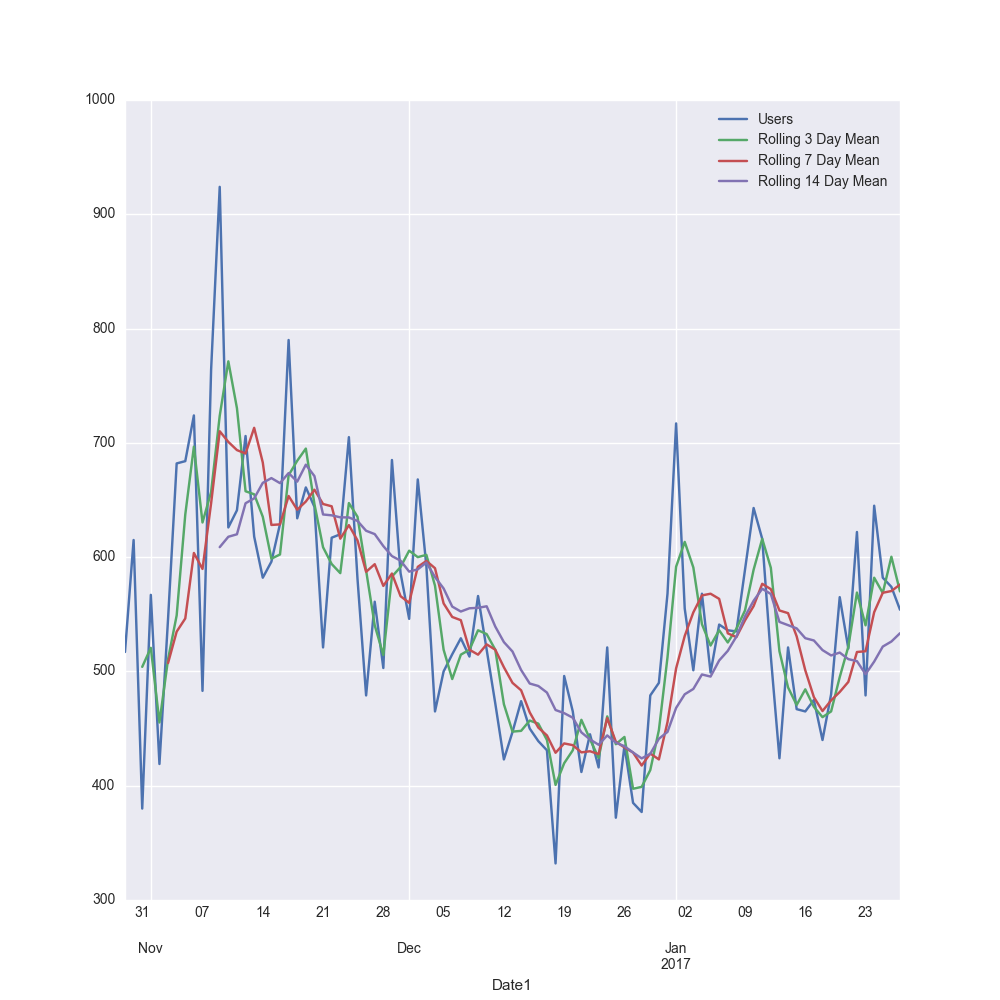 1000
900
800
700
600
500
400
300
Users
Rolling 3 Day Mean
Rolling 7 Day Mean
Rolling 14 Day Mean
31 07 14 21 28 05 12 19 26 02 09 16 23
Nov Dec Jan
2017
Date1